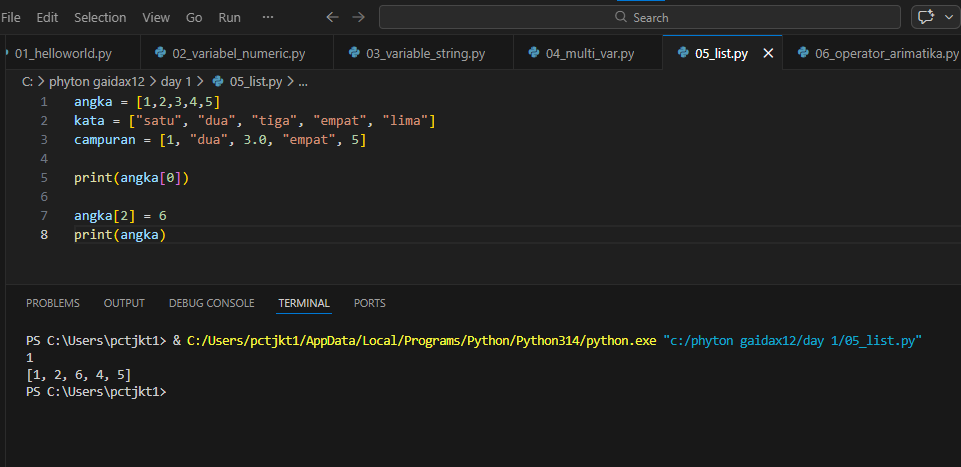 File Edit Selection View Go Run ··· Search
01_helloworld.py 02_variabel_numeric.py 03_variable_string.py 04_multi_var.py 05_list.py 06_operator_arimatika.py
C: > phyton gaidax12 > day 1 > 05_list.py > ...
1 angka = [1,2,3,4,5]
2 kata = ["satu", "dua", "tiga", "empat", "lima"]
3 campuran = [1, "dua", 3.0, "empat", 5]
4
5 print(angka[0])
6
7 angka[2] = 6
8 print(angka)
PROBLEMS OUTPUT DEBUG CONSOLE TERMINAL PORTS
PS C:\Users\pctjkt1> & C:/Users/pctjkt1/AppData/Local/Programs/Python/Python314/python.exe "c:/phyton gaidax12/day 1/05_list.py"
1
[1, 2, 6, 4, 5]
PS C:\Users\pctjkt1>